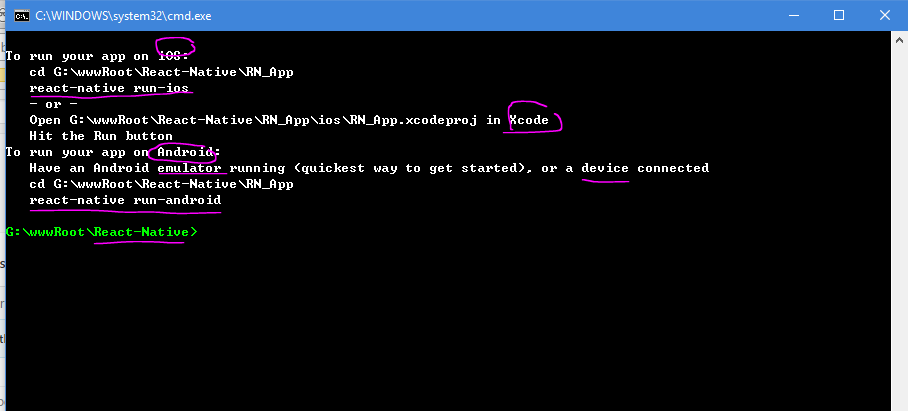 C:\WINDOWS\system32\cmd.exe
To run your app on iOS:
cd G:\wwwRoot\React-Native\RN_App
react-native run-ios
- or -
Open G:\wwwRoot\React-Native\RN_App\ios\RN_App.xcodeproj in Xcode
Hit the Run button
To run your app on Android:
Have an Android emulator running (quickest way to get started), or a device connected
cd G:\wwwRoot\React-Native\RN_App
react-native run-android
G:\wwwRoot\React-Native>